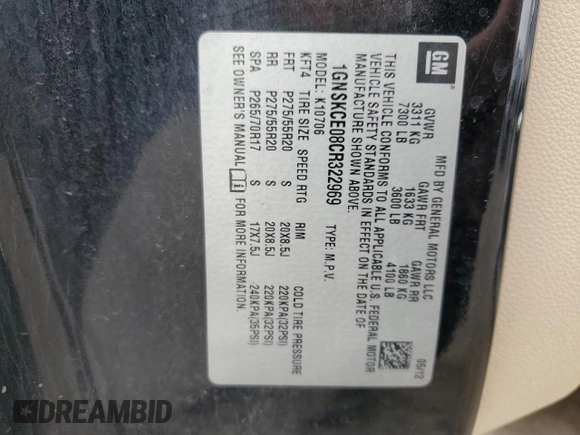 GM
MFD BY GENERAL MOTORS LLC 05/12
GVWR GAWR FRT GAWR RR
3311 KG 1633 KG 1860 KG
7300 LB 3600 LB 4100 LB
THIS VEHICLE CONFORMS TO ALL APPLICABLE U.S. FEDERAL MOTOR
VEHICLE SAFETY STANDARDS IN EFFECT ON THE DATE OF
MANUFACTURE SHOWN ABOVE.
1GNSKCE08CR322969 TYPE: M.P.V.
MODEL: K10706
KFT4 TIRE SIZE SPEED RTG RIM COLD TIRE PRESSURE
FRT P275/55R20 S 20X8.5J 220KPA(32PSI)
RR P275/55R20 S 20X8.5J 220KPA(32PSI)
SPA P265/70R17 S 17X7.5J 240KPA(35PSI)
SEE OWNER'S MANUAL FOR MORE INFORMATION.
DREAMBID